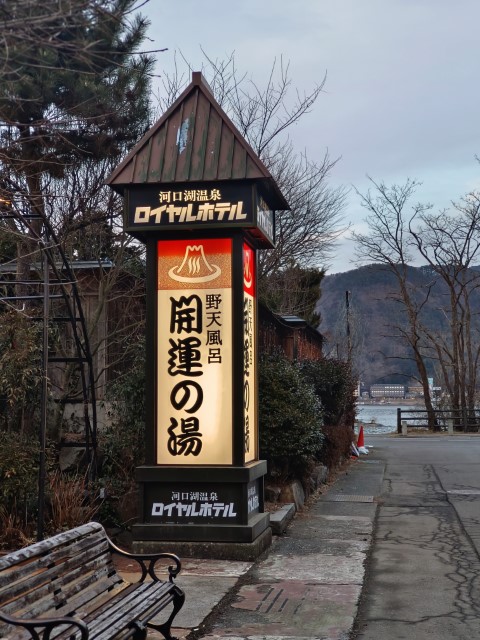 河口湖温泉
ロイヤルホテル
野天風呂
開運の湯
河口湖温泉
ロイヤルホテル